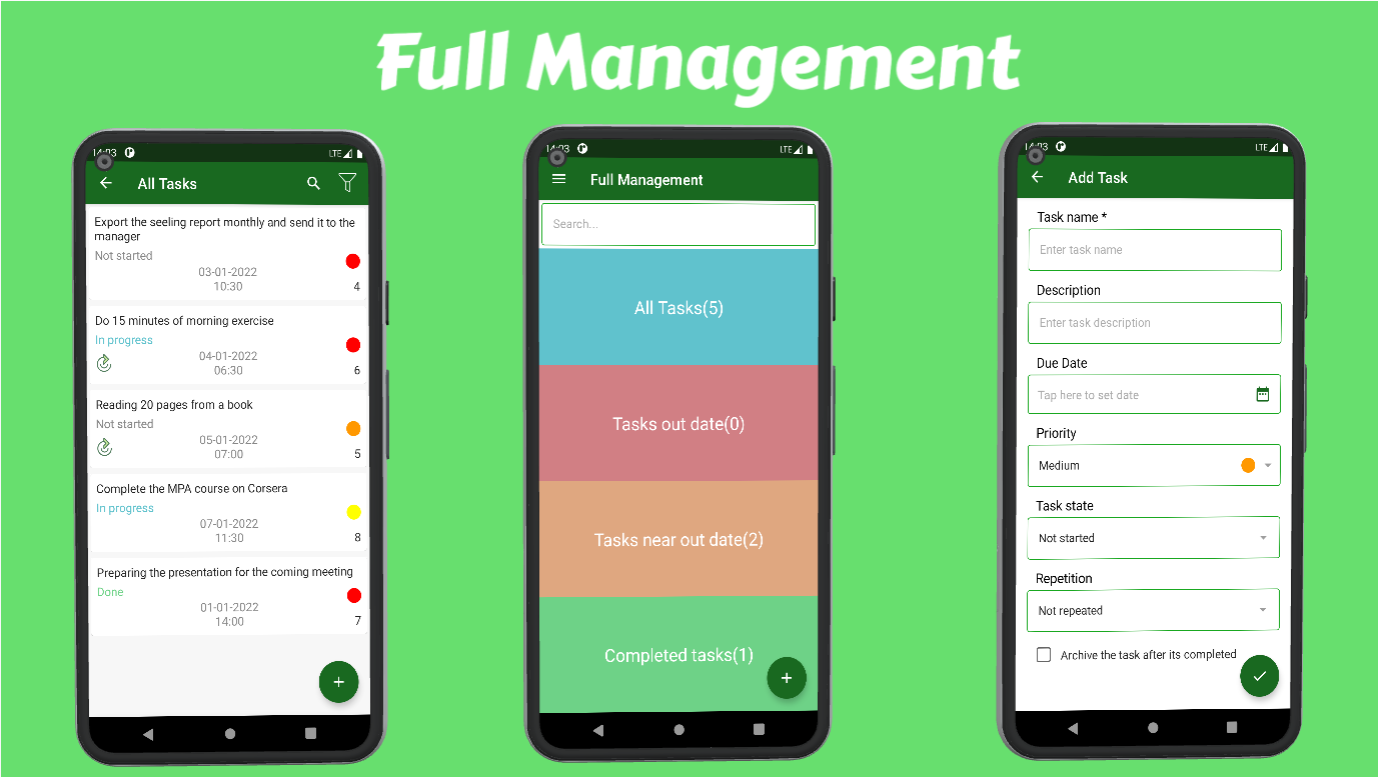 Full Management
LTE
All Tasks
Export the seeling report monthly and send it to the
manager
Not started
03-01-2022
10:30
4
Do 15 minutes of morning exercise
In progress
04-01-2022
06:30
6
Reading 20 pages from a book
Not started
05-01-2022
07:00
5
Complete the MPA course on Corsera
In progress
07-01-2022
11:30
8
Preparing the presentation for the coming meeting
Done
01-01-2022
14:00
7
+
LTE
Full Management
Search...
All Tasks(5)
Tasks out date(0)
Tasks near out date(2)
Completed tasks(1)
+
LTE
Add Task
Task name *
Enter task name
Description
Enter task description
Due Date
Tap here to set date
Priority
Medium
Task state
Not started
Repetition
Not repeated
Archive the task after its completed